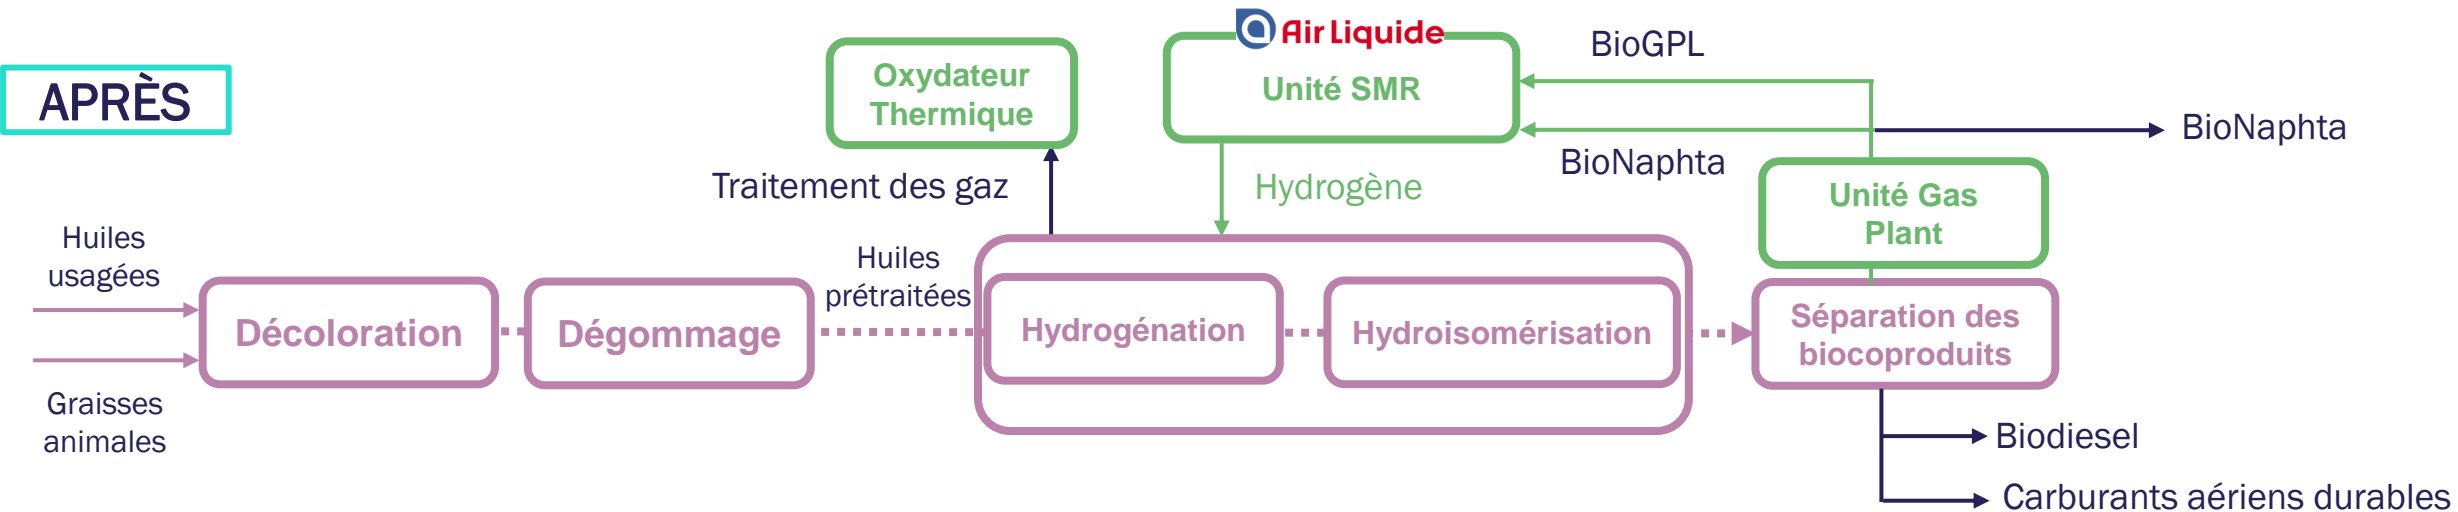 APRÈS
Oxydateur
Thermique
Air Liquide
Unité SMR
BioGPL
BioNaphta
BioNaphta
Traitement des gaz
Hydrogène
Unité Gas
Plant
Huiles
usagées
Graisses
animales
Décoloration
Dégommage
Huiles
prétraitées
Hydrogénation
Hydroisomérisation
Séparation des
biocoproduits
Biodiesel
Carburants aériens durables